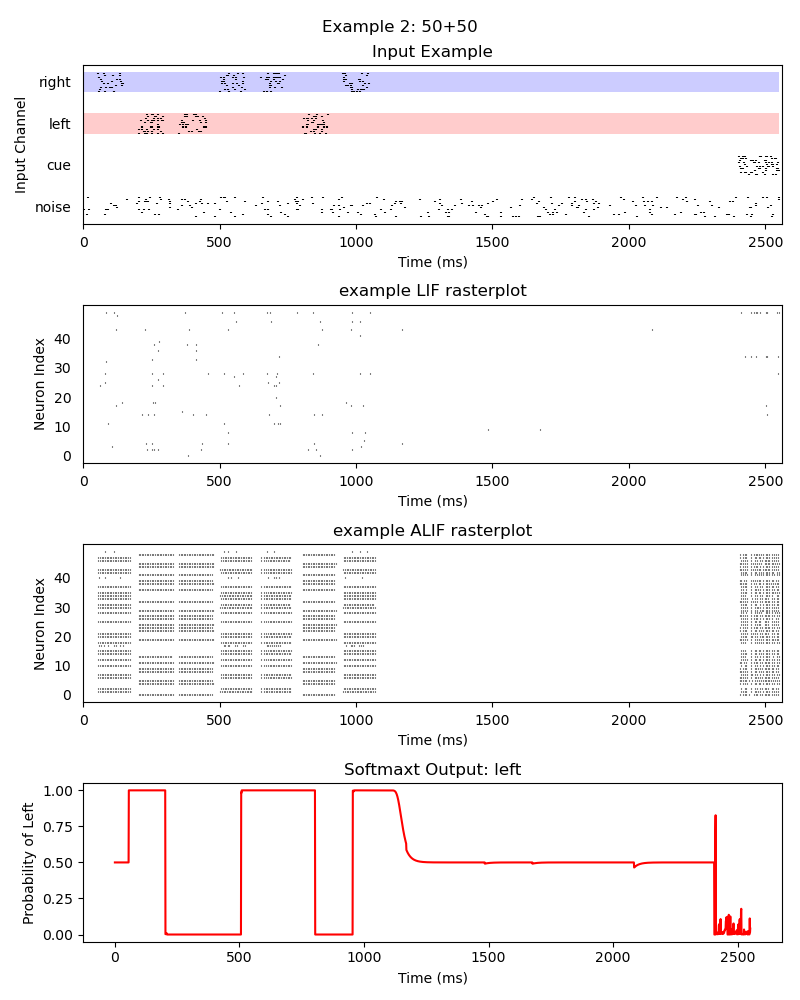 Example 2: 50+50
Input Example
Input Channel
right
left
cue
noise
0 500 1000 1500 2000 2500
Time (ms)
example LIF rasterplot
Neuron Index
40
30
20
10
0
0 500 1000 1500 2000 2500
Time (ms)
example ALIF rasterplot
Neuron Index
40
30
20
10
0
0 500 1000 1500 2000 2500
Time (ms)
Softmaxt Output: left
Probability of Left
1.00
0.75
0.50
0.25
0.00
0 500 1000 1500 2000 2500
Time (ms)